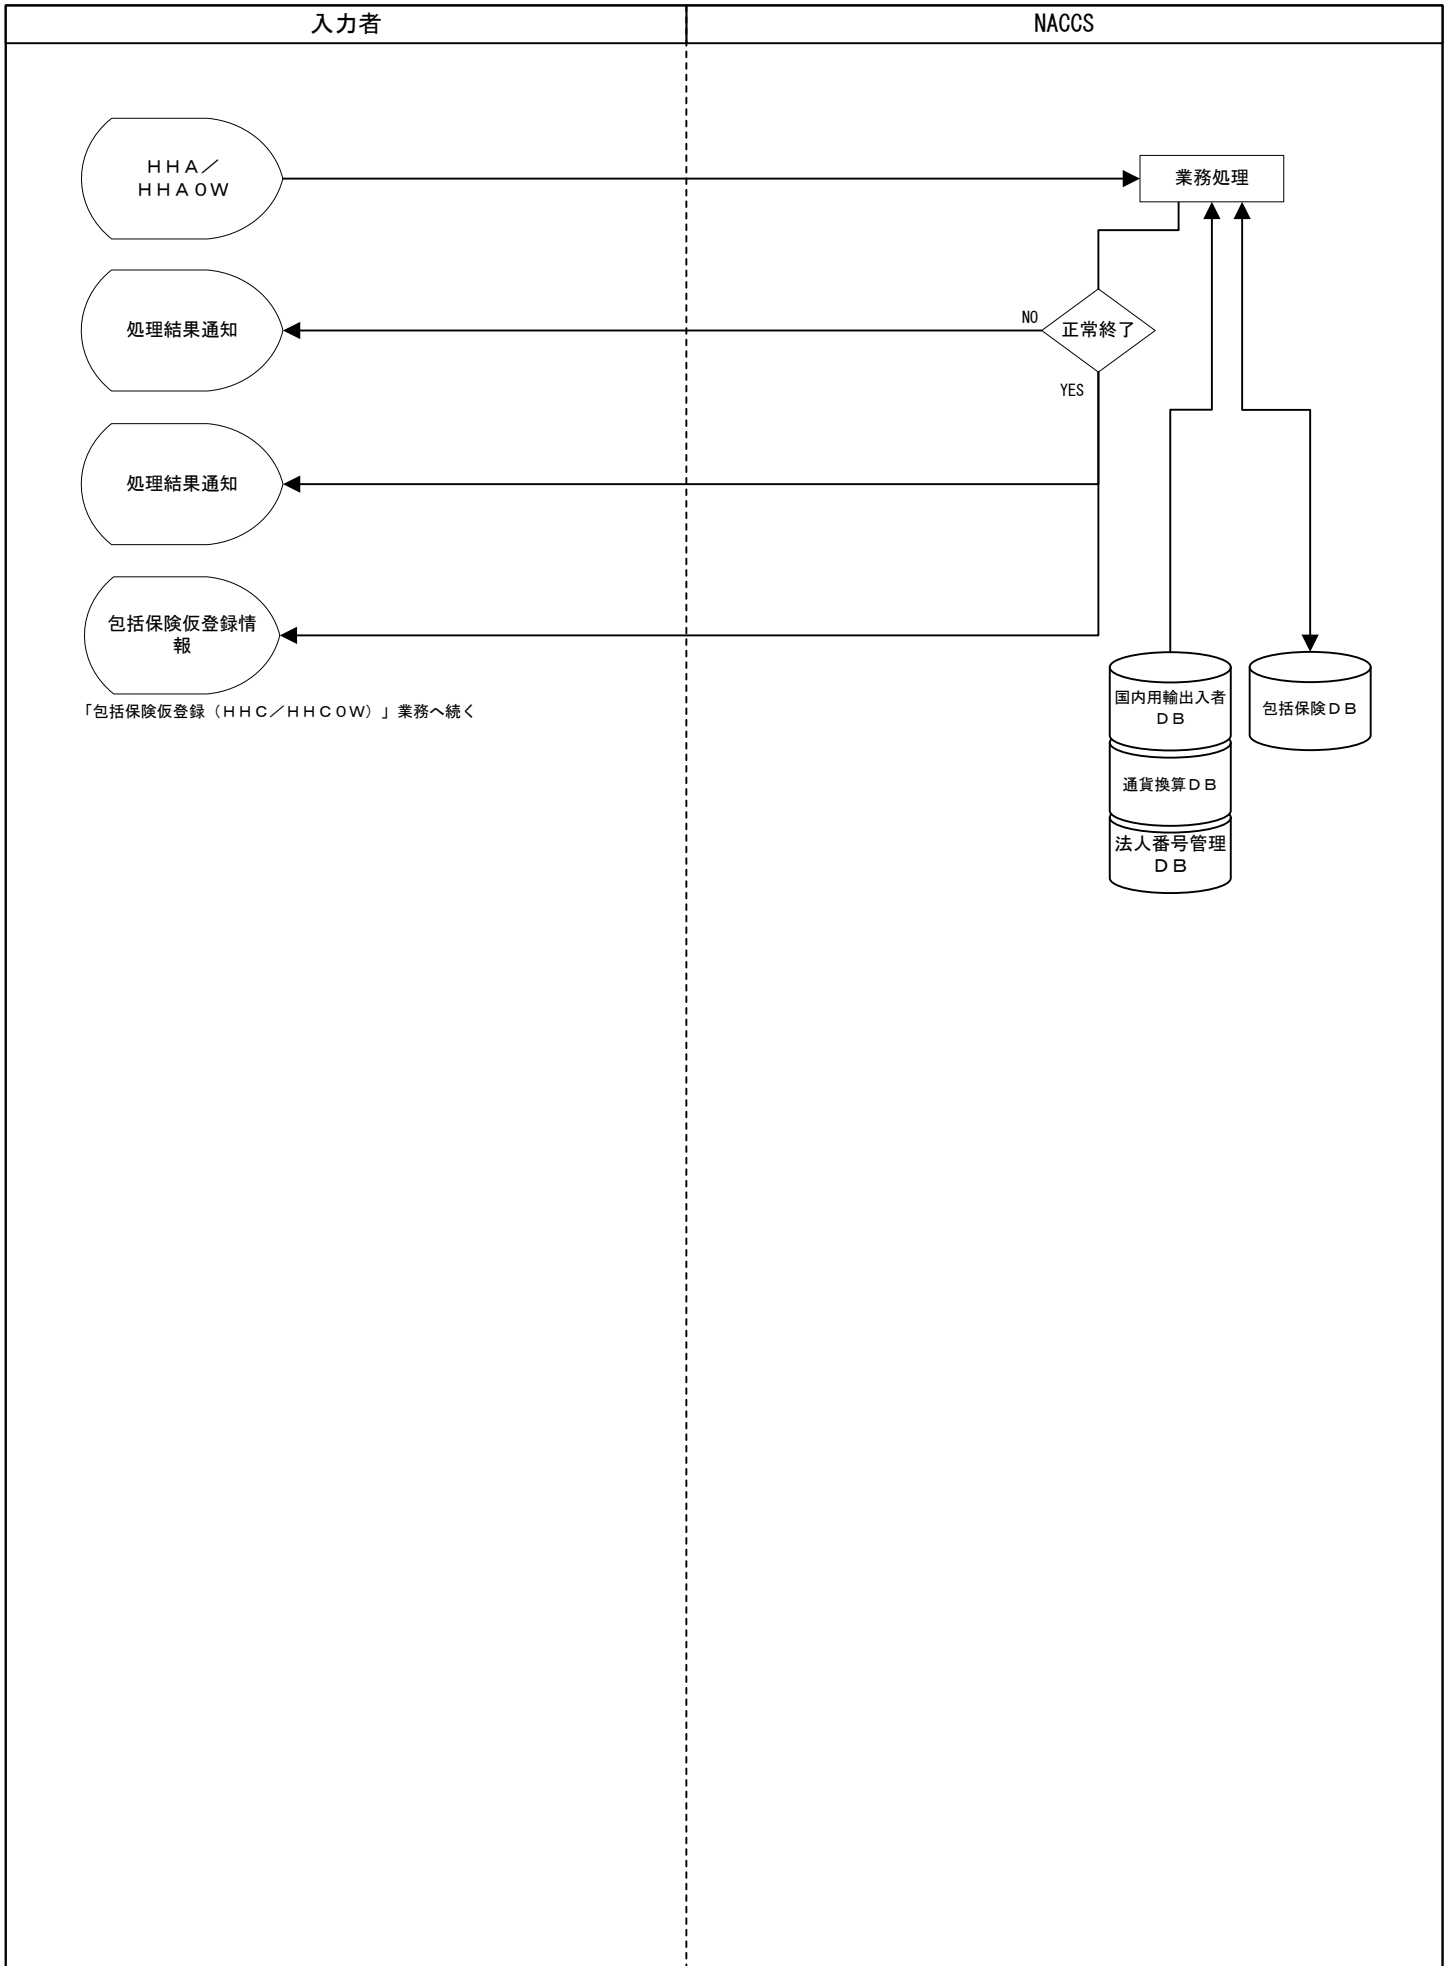 入力者
NACCS
ＨＨＡ／
ＨＨＡ０Ｗ
業務処理
処理結果通知
NO
正常終了
YES
処理結果通知
包括保険仮登録情
報
「包括保険仮登録（ＨＨＣ／ＨＨＣ０Ｗ）」業務へ続く
国内用輸出入者
ＤＢ
包括保険ＤＢ
通貨換算ＤＢ
法人番号管理
ＤＢ